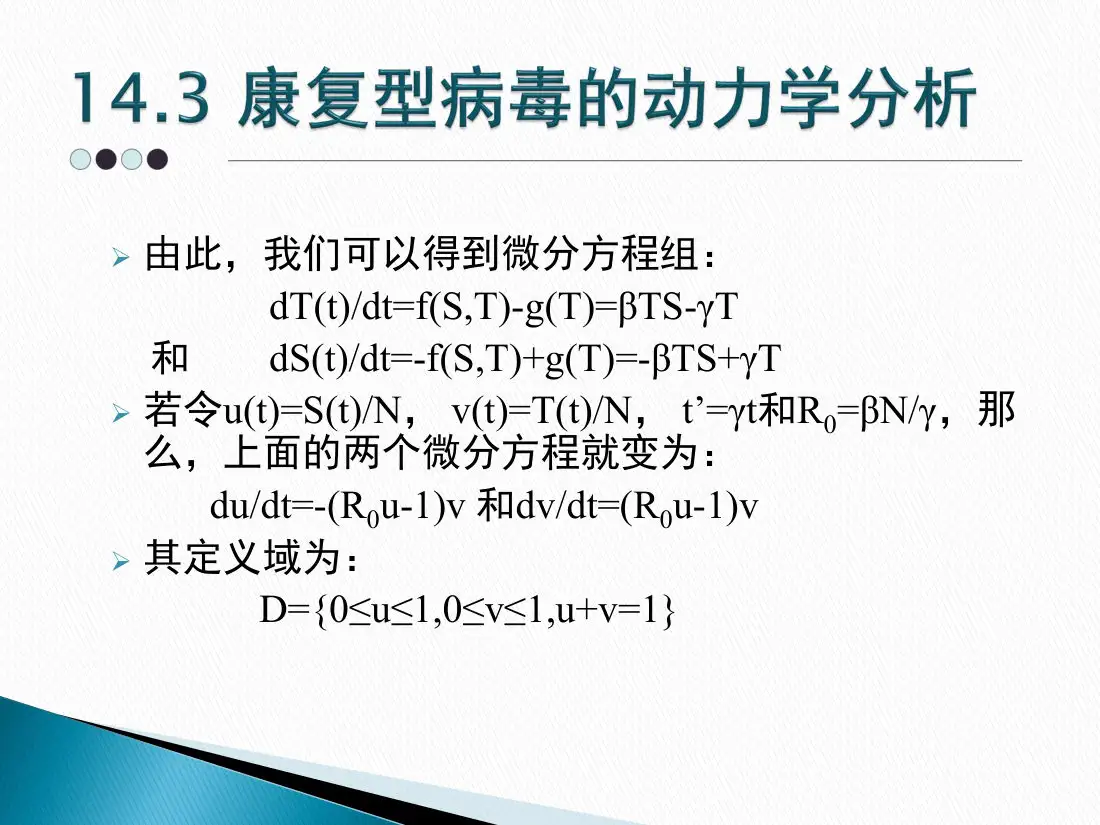 14.3 康复型病毒的动力学分析
由此，我们可以得到微分方程组：
dT(t)/dt=f(S,T)-g(T)=βTS-γT
和 dS(t)/dt=-f(S,T)+g(T)=-βTS+γT
若令u(t)=S(t)/N， v(t)=T(t)/N， t’=γt和R₀=βN/γ，那
么，上面的两个微分方程就变为：
du/dt=-(R₀u-1)v 和dv/dt=(R₀u-1)v
其定义域为：
D={0≤u≤1,0≤v≤1,u+v=1}